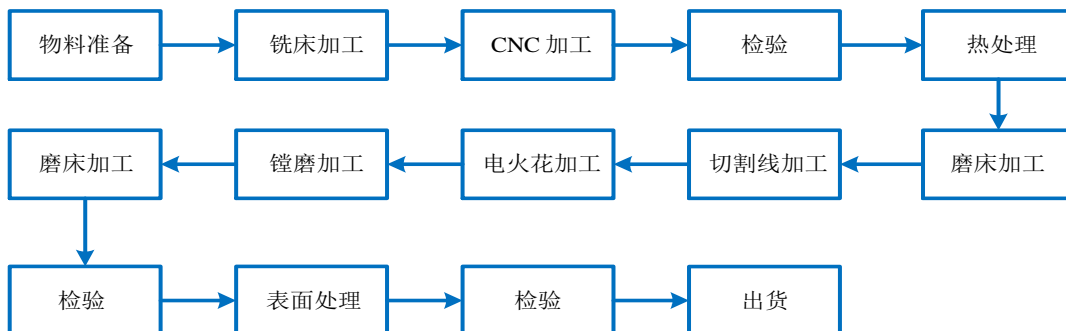 物料准备
铣床加工
CNC 加工
检验
热处理
磨床加工
切割线加工
电火花加工
镗磨加工
磨床加工
检验
表面处理
检验
出货